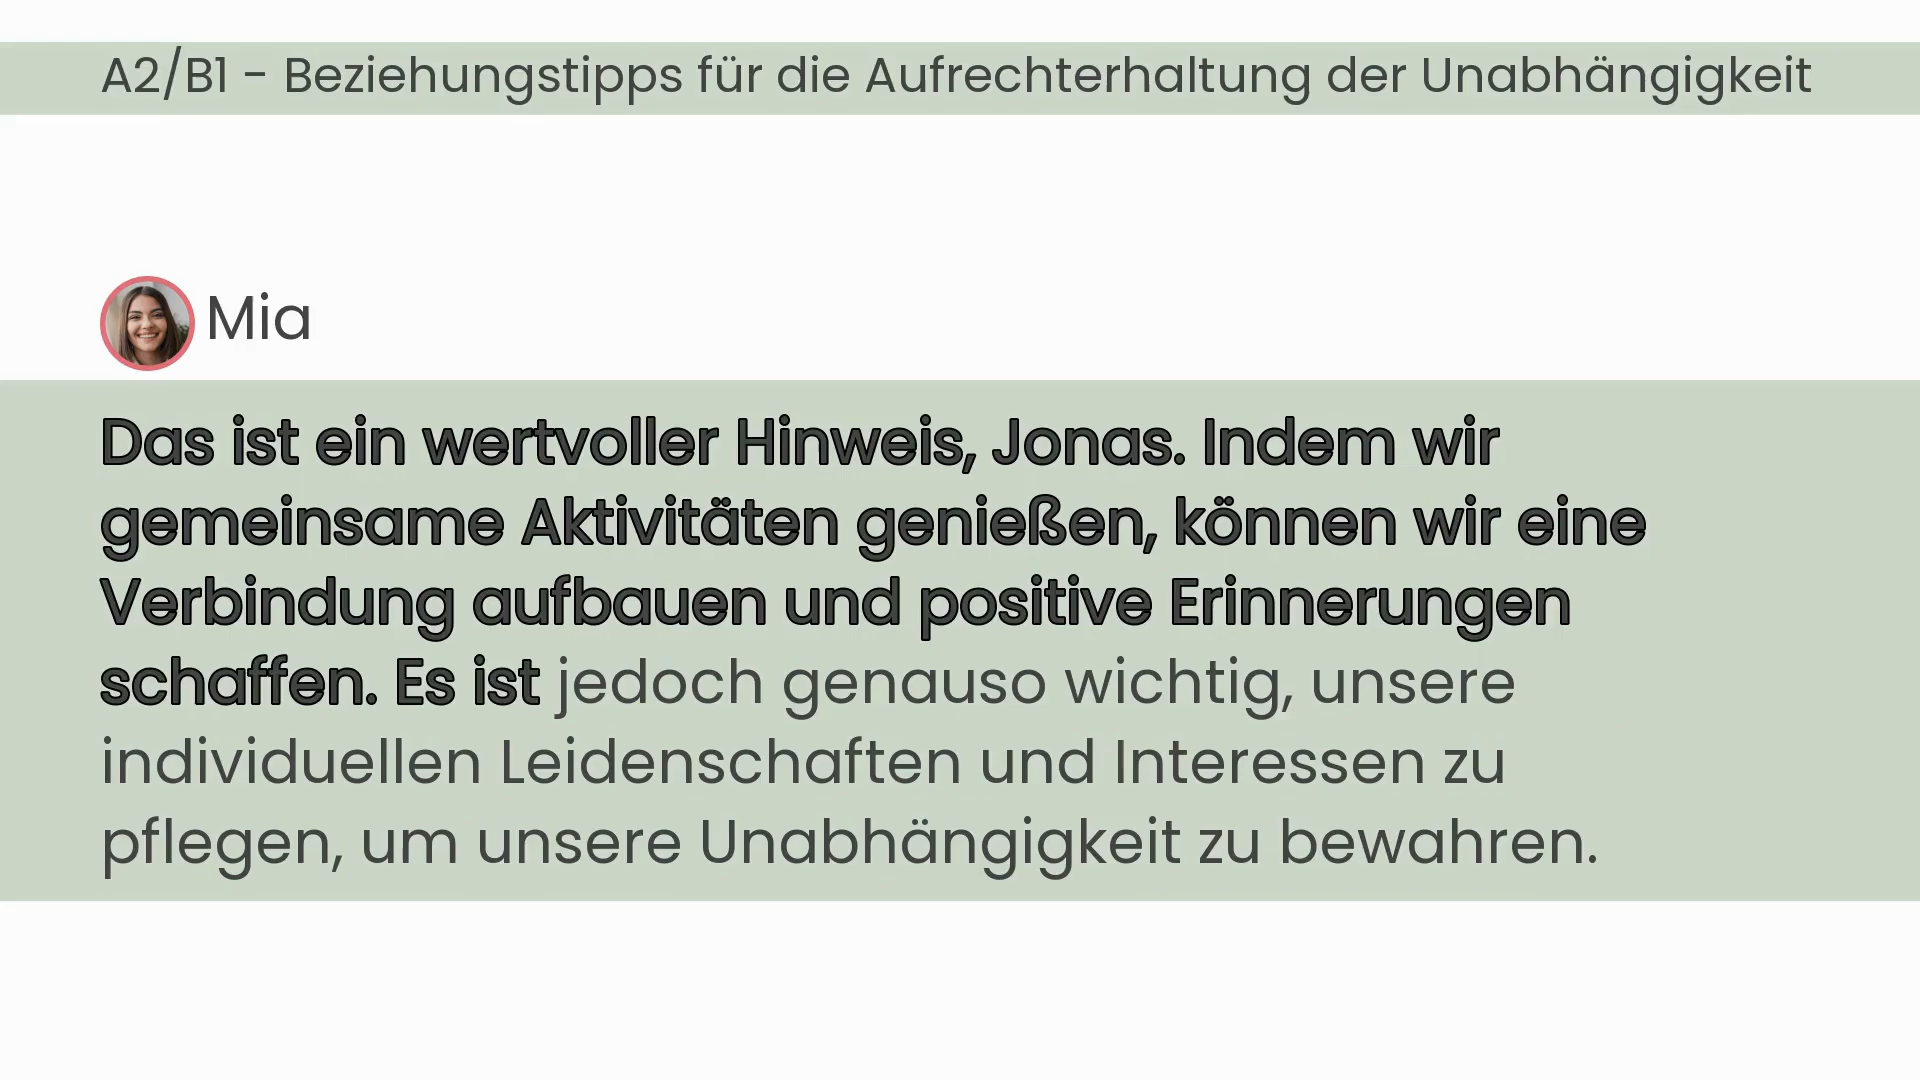 A2/B1 - Beziehungstipps für die Aufrechterhaltung der Unabhängigkeit
Mia
Das ist ein wertvoller Hinweis, Jonas. Indem wir
gemeinsame Aktivitäten genießen, können wir eine
Verbindung aufbauen und positive Erinnerungen
schaffen. Es ist jedoch genauso wichtig, unsere
individuellen Leidenschaften und Interessen zu
pflegen, um unsere Unabhängigkeit zu bewahren.